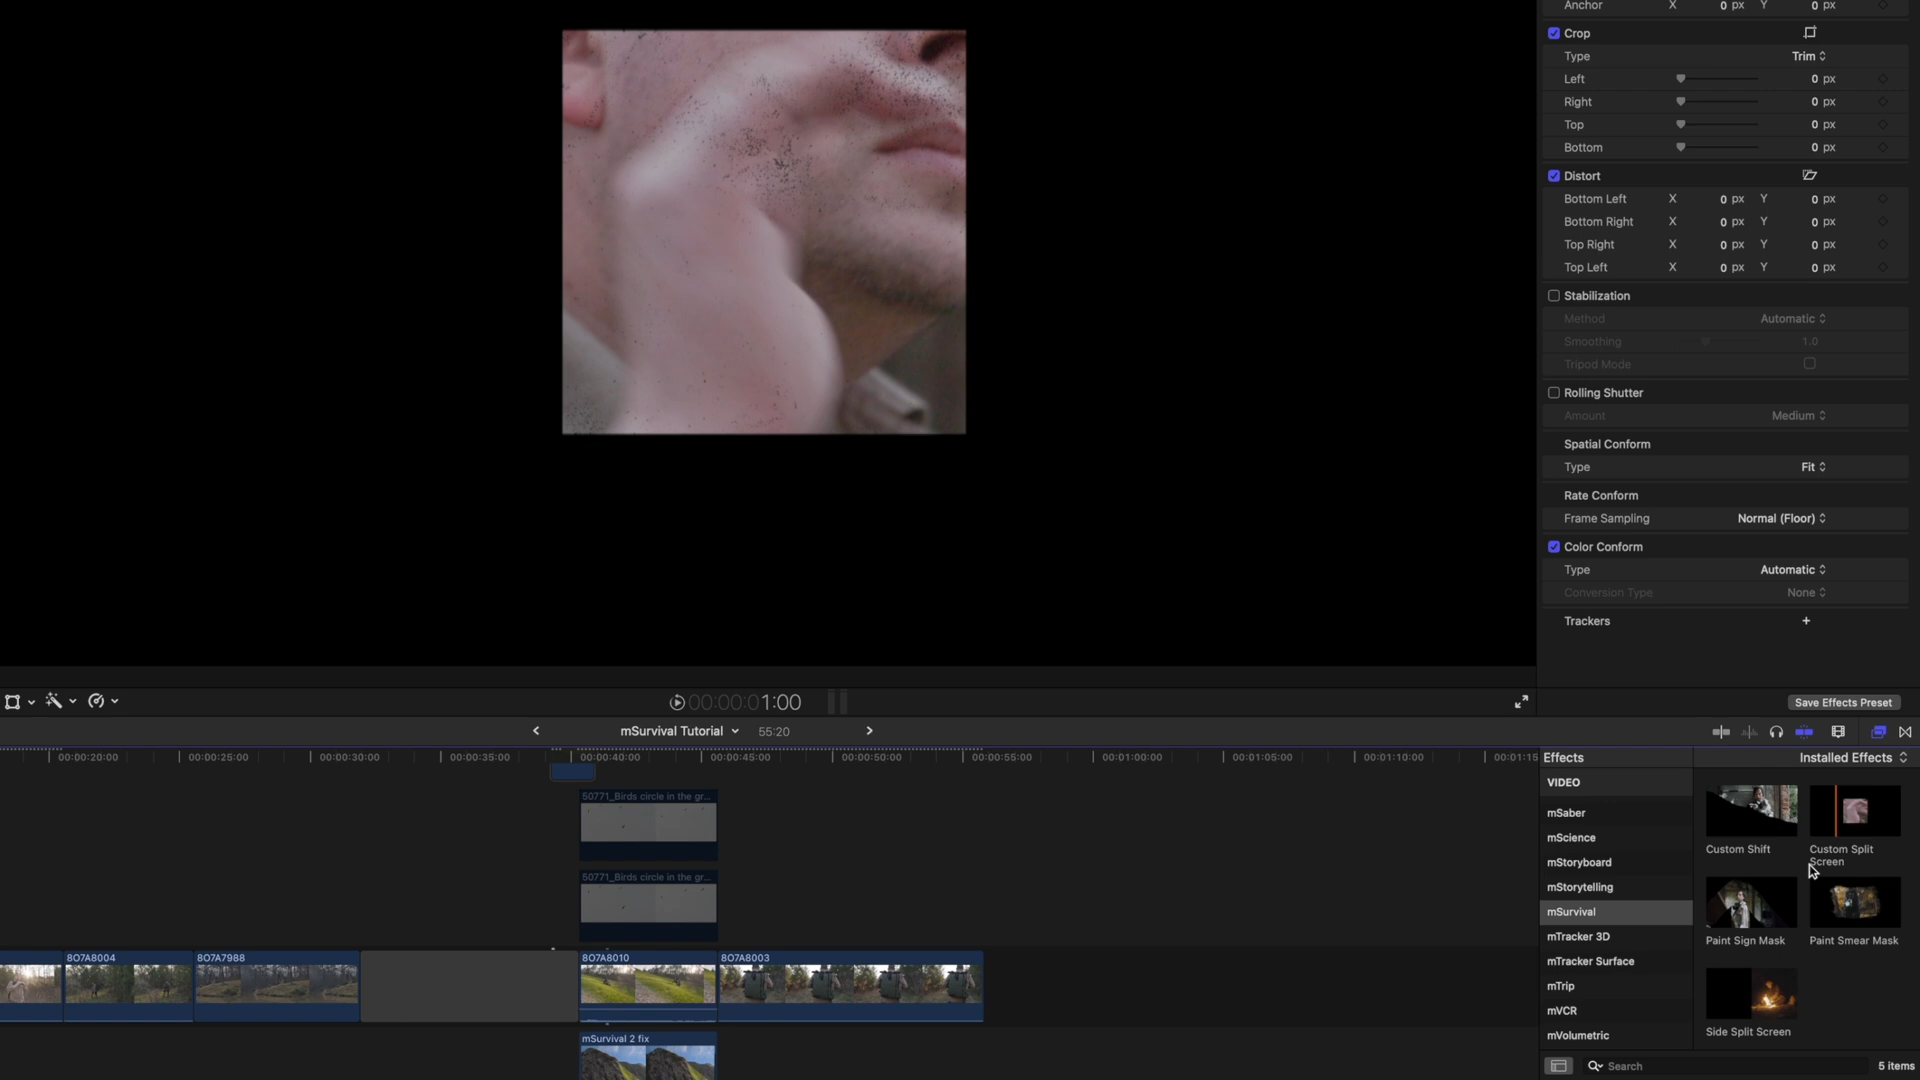 Anchor X 0 px Y 0 px
Crop
Type Trim
Left 0 px
Right 0 px
Top 0 px
Bottom 0 px
Distort
Bottom Left X 0 px Y 0 px
Bottom Right X 0 px Y 0 px
Top Right X 0 px Y 0 px
Top Left X 0 px Y 0 px
Stabilization
Method Automatic
Smoothing 1.0
Tripod Mode
Rolling Shutter
Amount Medium
Spatial Conform
Type Fit
Rate Conform
Frame Sampling Normal (Floor)
Color Conform
Type Automatic
Conversion Type None
Trackers +
00:00:01:00
Save Effects Preset
mSurvival Tutorial 55:20
00:00:20:00 00:00:25:00 00:00:30:00 00:00:35:00 00:00:40:00 00:00:45:00 00:00:50:00 00:00:55:00 00:01:00:00 00:01:05:00 00:01:10:00 00:01:15
50771_Birds circle in the gr...
50771_Birds circle in the gr...
8O7A8004 8O7A7988 8O7A8010 8O7A8003
mSurvival 2 fix
Effects Installed Effects
VIDEO
mSaber
mScience
mStoryboard
mStorytelling
mSurvival
mTracker 3D
mTracker Surface
mTrip
mVCR
mVolumetric
Custom Shift
Custom Split
Screen
Paint Sign Mask
Paint Smear Mask
Side Split Screen
Search 5 items